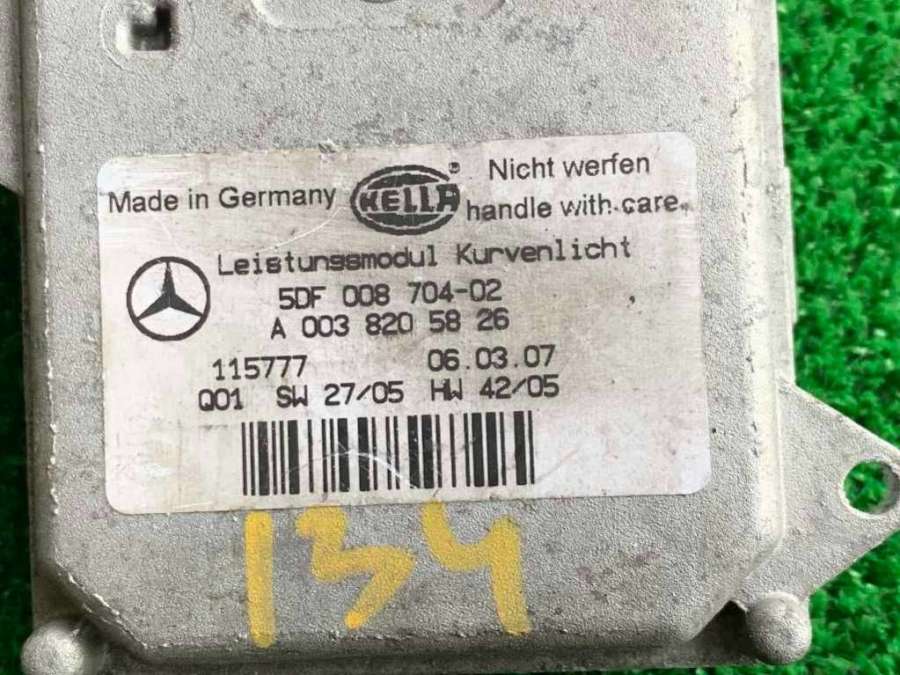 Made in Germany HELLA ® Nicht werfen
handle with care.
Leistungsmodul Kurvenlicht
5DF 008 704-02
A 003 820 58 26
115777 06.03.07
Q01 SW 27/05 HW 42/05
134